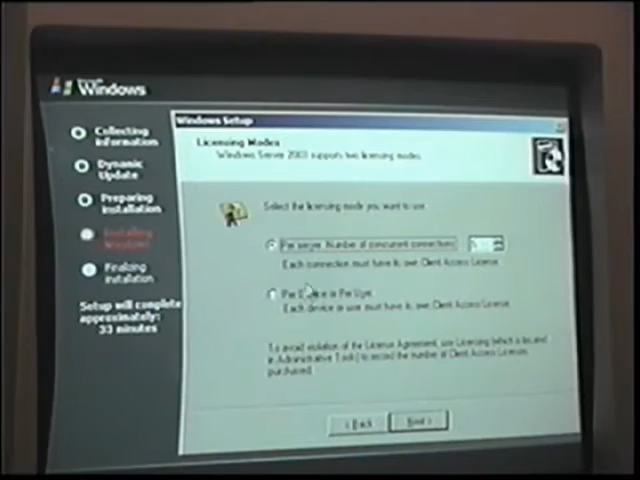 Microsoft
Windows
Collecting
information
Dynamic
Update
Preparing
installation
Installing
Windows
Finalizing
installation
Setup will complete
approximately:
33 minutes
Windows Setup
Licensing Modes
Windows Server 2003 supports two licensing modes.
Select the licensing mode you want to use.
Per server. Number of concurrent connections:
Each connection must have its own Client Access License.
Per Device or Per User
Each device or user must have its own Client Access License.
To avoid violation of the License Agreement, use Licensing (which is located
in Administrative Tools) to record the number of Client Access Licenses
purchased.
< Back
Next >